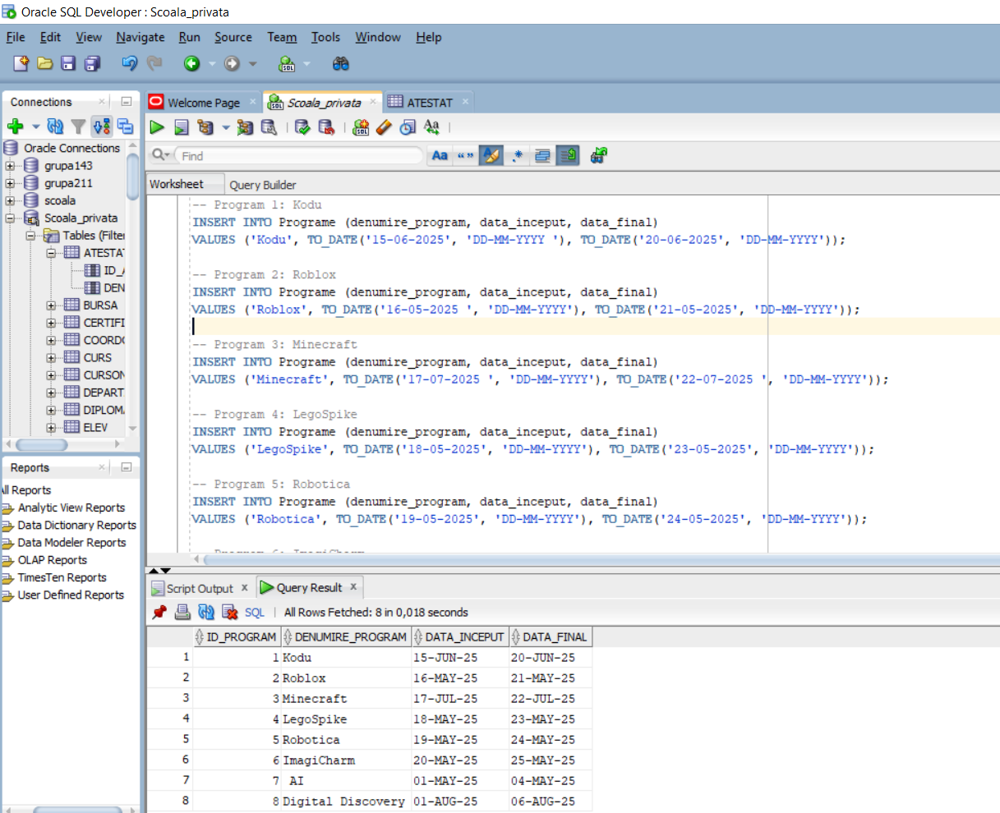 Oracle SQL Developer : Scoala_privata
File Edit View Navigate Run Source Team Tools Window Help
Connections
Welcome Page
Scoala_privata
ATESTAT
Find
Worksheet
Query Builder
Oracle Connections
grupa143
grupa211
scoala
Scoala_privata
Tables (Filter
ATESTA
ID_
DEN
BURSA
CERTIFI
COORD
CURS
CURSON
DEPART
DIPLOM
ELEV
-- Program 1: Kodu
INSERT INTO Programe (denumire_program, data_inceput, data_final)
VALUES ('Kodu', TO_DATE('15-06-2025', 'DD-MM-YYYY '), TO_DATE('20-06-2025', 'DD-MM-YYYY'));
-- Program 2: Roblox
INSERT INTO Programe (denumire_program, data_inceput, data_final)
VALUES ('Roblox', TO_DATE('16-05-2025 ', 'DD-MM-YYYY'), TO_DATE('21-05-2025', 'DD-MM-YYYY'));
-- Program 3: Minecraft
INSERT INTO Programe (denumire_program, data_inceput, data_final)
VALUES ('Minecraft', TO_DATE('17-07-2025 ', 'DD-MM-YYYY'), TO_DATE('22-07-2025 ', 'DD-MM-YYYY'));
-- Program 4: LegoSpike
INSERT INTO Programe (denumire_program, data_inceput, data_final)
VALUES ('LegoSpike', TO_DATE('18-05-2025', 'DD-MM-YYYY'), TO_DATE('23-05-2025', 'DD-MM-YYYY'));
-- Program 5: Robotica
INSERT INTO Programe (denumire_program, data_inceput, data_final)
VALUES ('Robotica', TO_DATE('19-05-2025', 'DD-MM-YYYY'), TO_DATE('24-05-2025', 'DD-MM-YYYY'));
-- Program 6: ImagiCharm
Reports
All Reports
Analytic View Reports
Data Dictionary Reports
Data Modeler Reports
OLAP Reports
TimesTen Reports
User Defined Reports
Script Output
Query Result
SQL | All Rows Fetched: 8 in 0,018 seconds
ID_PROGRAM DENUMIRE_PROGRAM DATA_INCEPUT DATA_FINAL
1 1 Kodu 15-JUN-25 20-JUN-25
2 2 Roblox 16-MAY-25 21-MAY-25
3 3 Minecraft 17-JUL-25 22-JUL-25
4 4 LegoSpike 18-MAY-25 23-MAY-25
5 5 Robotica 19-MAY-25 24-MAY-25
6 6 ImagiCharm 20-MAY-25 25-MAY-25
7 7 AI 01-MAY-25 04-MAY-25
8 8 Digital Discovery 01-AUG-25 06-AUG-25